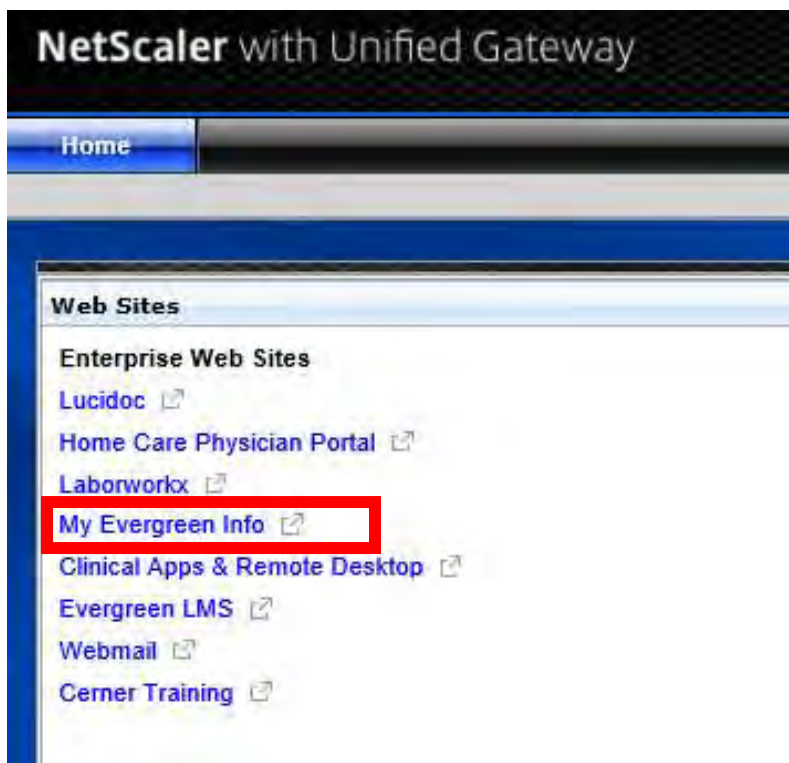 NetScaler with Unified Gateway
Home
Web Sites
Enterprise Web Sites
Lucidoc
Home Care Physician Portal
Laborworkx
My Evergreen Info
Clinical Apps & Remote Desktop
Evergreen LMS
Webmail
Cerner Training